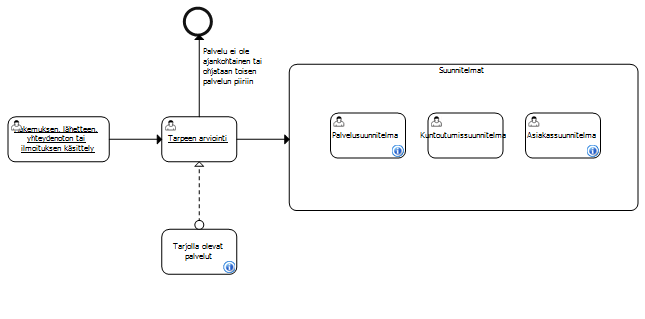 Palvelu ei ole
ajankohtainen tai
ohjataan toisen
palvelun piiriin
Suunnitelmat
yhteydenoton tai
ilmoituksen käsittely
lähetteen,
Tarpeen arviointi
Palvelusuunnitelma
Kuntoutumissuunnitelma
Asiakassuunnitelma
Tarjolla olevat
palvelut